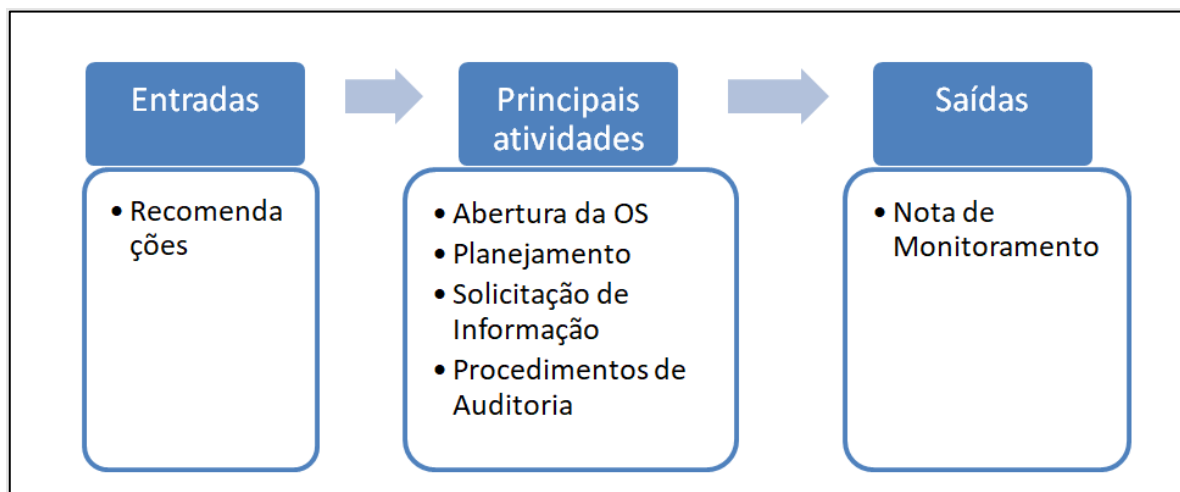 Entradas
Recomenda
ções
Principais
atividades
• Abertura da OS
• Planejamento
• Solicitação de
Informação
• Procedimentos de
Auditoria
Saídas
• Nota de
Monitoramento